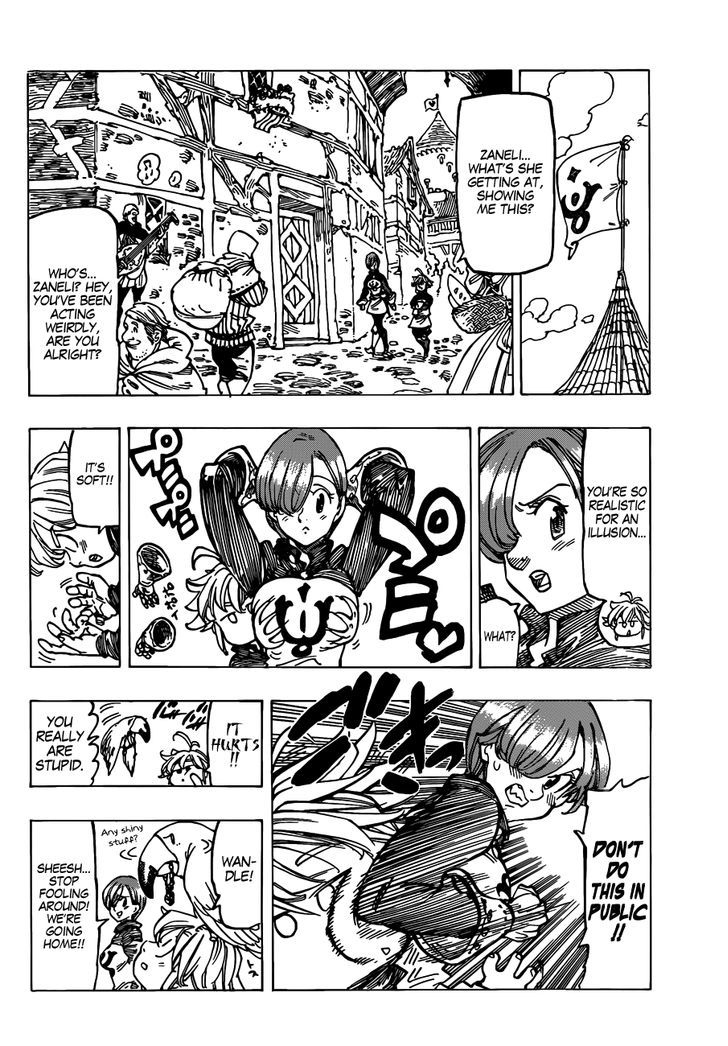 ZANELI...
WHAT'S SHE
GETTING AT,
SHOWING
ME THIS?
WHO'S...
ZANELI? HEY,
YOU'VE BEEN
ACTING
WEIRDLY,
ARE YOU
ALRIGHT?
YOU'RE SO
REALISTIC
FOR AN
ILLUSION...
WHAT?
IT'S
SOFT!!
DON'T
DO
THIS IN
PUBLIC
!!
IT
HURTS
!!
YOU
REALLY
ARE
STUPID.
WAN-
DLE!
Any shiny
stuff?
SHEESH...
STOP
FOOLING
AROUND!
WE'RE
GOING
HOME!!